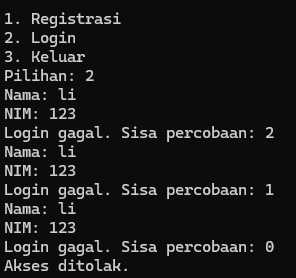 1. Registrasi
2. Login
3. Keluar
Pilihan: 2
Nama: li
NIM: 123
Login gagal. Sisa percobaan: 2
Nama: li
NIM: 123
Login gagal. Sisa percobaan: 1
Nama: li
NIM: 123
Login gagal. Sisa percobaan: 0
Akses ditolak.